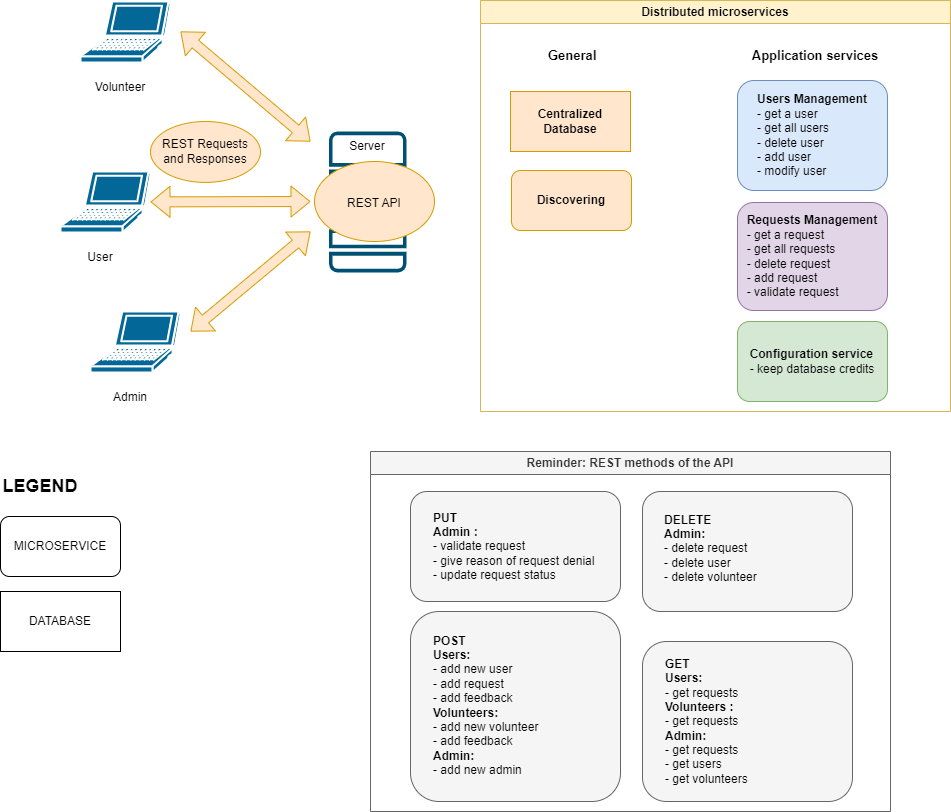 Volunteer
REST Requests
and Responses
Server
REST API
User
Admin
Distributed microservices
General
Application services
Centralized
Database
Discovering
Users Management
- get a user
- get all users
- delete user
- add user
- modify user
Requests Management
- get a request
- get all requests
- delete request
- add request
- validate request
Configuration service
- keep database credits
LEGEND
MICROSERVICE
DATABASE
Reminder: REST methods of the API
PUT
Admin :
- validate request
- give reason of request denial
- update request status
DELETE
Admin:
- delete request
- delete user
- delete volunteer
POST
Users:
- add new user
- add request
- add feedback
Volunteers:
- add new volunteer
- add feedback
Admin:
- add new admin
GET
Users:
- get requests
Volunteers :
- get requests
Admin:
- get requests
- get users
- get volunteers